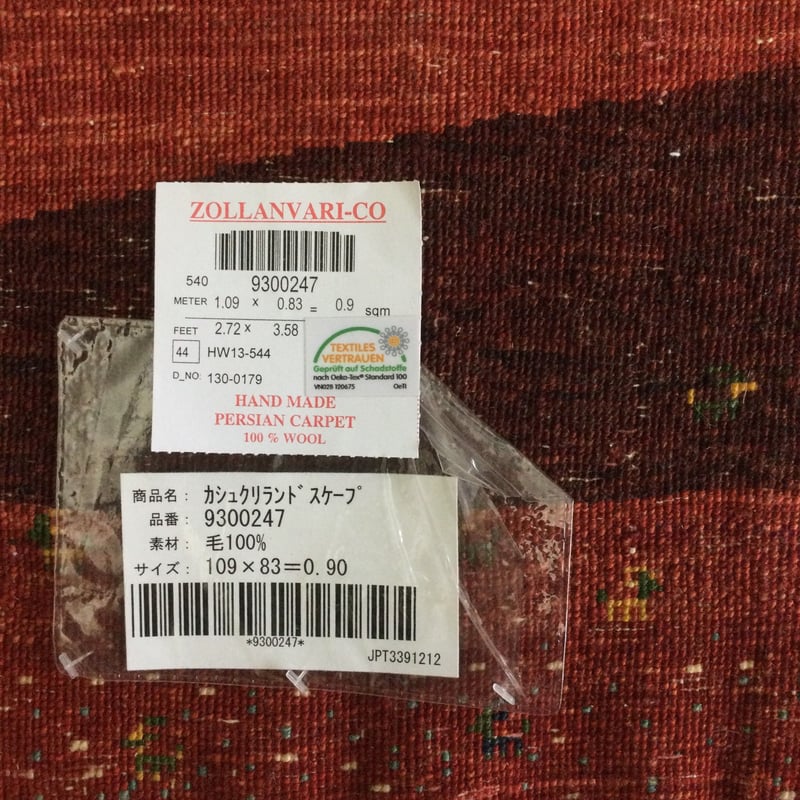 ZOLLANVARI-CO
540 9300247
METER 1.09 x 0.83 = 0.9 sqm
FEET 2.72 x 3.58
44 HW13-544
D_NO: 130-0179
TEXTILES
VERTRAUEN
Geprüft auf Schadstoffe
nach Oeko-Tex® Standard 100
VN028 120675 OeTI
HAND MADE
PERSIAN CARPET
100 % WOOL
商品名: カシュクリランドスケープ
品番: 9300247
素材: 毛100%
サイズ: 109×83=0.90
*9300247*
JPT3391212